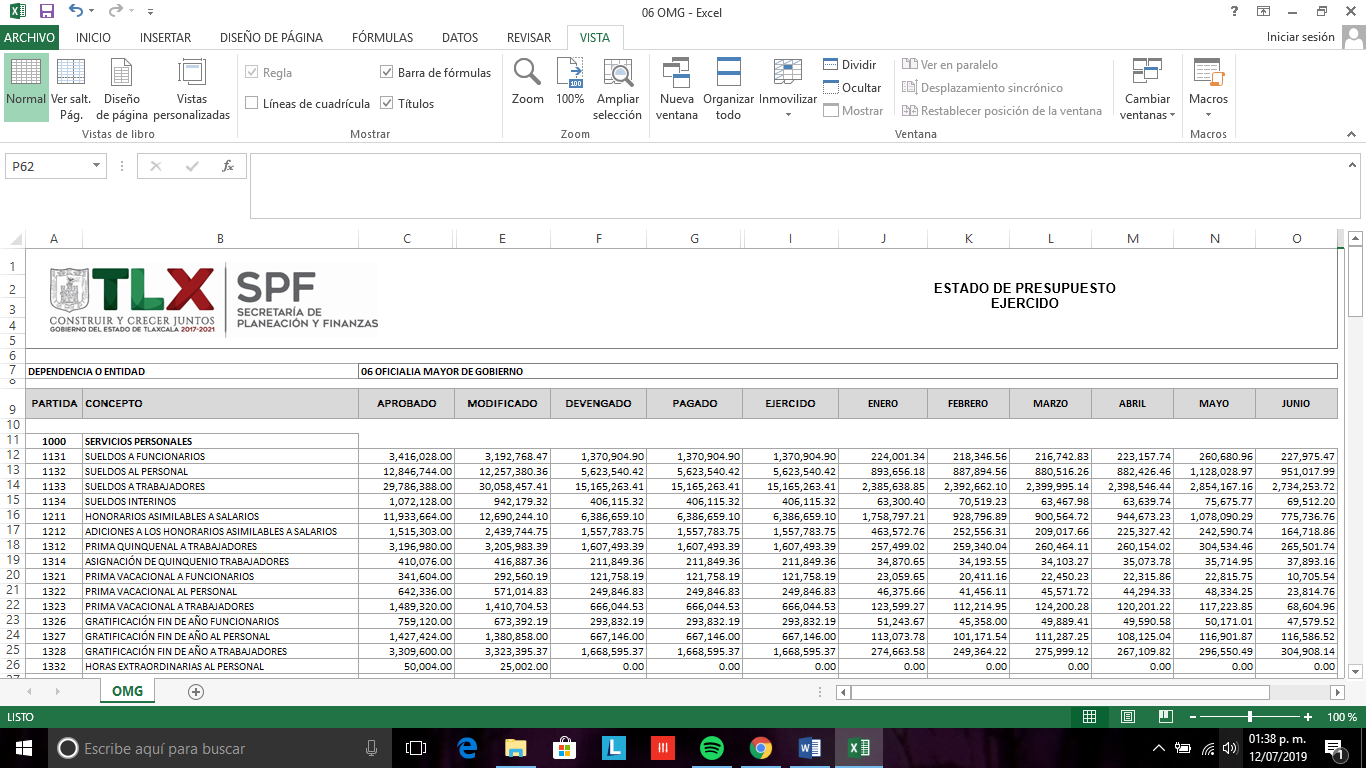 06 OMG - Excel
ARCHIVO INICIO INSERTAR DISEÑO DE PÁGINA FÓRMULAS DATOS REVISAR VISTA Iniciar sesión
Normal Ver salt. Pág. Diseño de página Vistas personalizadas
Vistas de libro
Regla Barra de fórmulas
Líneas de cuadrícula Títulos
Mostrar
Zoom 100% Ampliar selección
Zoom
Nueva ventana Organizar todo Inmovilizar
Dividir
Ocultar
Mostrar
Ver en paralelo
Desplazamiento sincrónico
Restablecer posición de la ventana
Cambiar ventanas
Ventana
Macros
Macros
P62
fx
A B C E F G I J K L M N O
1
2
3
4
5
TLX
CONSTRUIR Y CRECER JUNTOS
GOBIERNO DEL ESTADO DE TLAXCALA 2017-2021
SPF
SECRETARÍA DE
PLANEACIÓN Y FINANZAS
ESTADO DE PRESUPUESTO
EJERCIDO
6
7 DEPENDENCIA O ENTIDAD 06 OFICIALIA MAYOR DE GOBIERNO
8
9 PARTIDA CONCEPTO APROBADO MODIFICADO DEVENGADO PAGADO EJERCIDO ENERO FEBRERO MARZO ABRIL MAYO JUNIO
10
11 1000 SERVICIOS PERSONALES
12 1131 SUELDOS A FUNCIONARIOS 3,416,028.00 3,192,768.47 1,370,904.90 1,370,904.90 1,370,904.90 224,001.34 218,346.56 216,742.83 223,157.74 260,680.96 227,975.47
13 1132 SUELDOS AL PERSONAL 12,846,744.00 12,257,380.36 5,623,540.42 5,623,540.42 5,623,540.42 893,656.18 887,894.56 880,516.26 882,426.46 1,128,028.97 951,017.99
14 1133 SUELDOS A TRABAJADORES 29,786,388.00 30,058,457.41 15,165,263.41 15,165,263.41 15,165,263.41 2,385,638.85 2,392,662.10 2,399,995.14 2,398,546.44 2,854,167.16 2,734,253.72
15 1134 SUELDOS INTERINOS 1,072,128.00 942,179.32 406,115.32 406,115.32 406,115.32 63,300.40 70,519.23 63,467.98 63,639.74 75,675.77 69,512.20
16 1211 HONORARIOS ASIMILABLES A SALARIOS 11,933,664.00 12,690,244.10 6,386,659.10 6,386,659.10 6,386,659.10 1,758,797.21 928,796.89 900,564.72 944,673.23 1,078,090.29 775,736.76
17 1212 ADICIONES A LOS HONORARIOS ASIMILABLES A SALARIOS 1,515,303.00 2,439,744.75 1,557,783.75 1,557,783.75 1,557,783.75 463,572.76 252,556.31 209,017.66 225,327.42 242,590.74 164,718.86
18 1312 PRIMA QUINQUENAL A TRABAJADORES 3,196,980.00 3,205,983.39 1,607,493.39 1,607,493.39 1,607,493.39 257,499.02 259,340.04 260,464.11 260,154.02 304,534.46 265,501.74
19 1314 ASIGNACIÓN DE QUINQUENIO TRABAJADORES 410,076.00 416,887.36 211,849.36 211,849.36 211,849.36 34,870.65 34,193.55 34,103.27 35,073.78 35,714.95 37,893.16
20 1321 PRIMA VACACIONAL A FUNCIONARIOS 341,604.00 292,560.19 121,758.19 121,758.19 121,758.19 23,059.65 20,411.16 22,450.23 22,315.86 22,815.75 10,705.54
21 1322 PRIMA VACACIONAL AL PERSONAL 642,336.00 571,014.83 249,846.83 249,846.83 249,846.83 46,375.66 41,456.11 45,571.72 44,294.33 48,334.25 23,814.76
22 1323 PRIMA VACACIONAL A TRABAJADORES 1,489,320.00 1,410,704.53 666,044.53 666,044.53 666,044.53 123,599.27 112,214.95 124,200.28 120,201.22 117,223.85 68,604.96
23 1326 GRATIFICACIÓN FIN DE AÑO FUNCIONARIOS 759,120.00 673,392.19 293,832.19 293,832.19 293,832.19 51,243.67 45,358.00 49,889.41 49,590.58 50,171.01 47,579.52
24 1327 GRATIFICACIÓN FIN DE AÑO AL PERSONAL 1,427,424.00 1,380,858.00 667,146.00 667,146.00 667,146.00 113,073.78 101,171.54 111,287.25 108,125.04 116,901.87 116,586.52
25 1328 GRATIFICACIÓN FIN DE AÑO A TRABAJADORES 3,309,600.00 3,323,395.37 1,668,595.37 1,668,595.37 1,668,595.37 274,663.58 249,364.22 275,999.12 267,109.82 296,550.49 304,908.14
26 1332 HORAS EXTRAORDINARIAS AL PERSONAL 50,004.00 25,002.00 0.00 0.00 0.00 0.00 0.00 0.00 0.00 0.00 0.00
OMG
LISTO 100 %
Escribe aquí para buscar
01:38 p. m.
12/07/2019
1